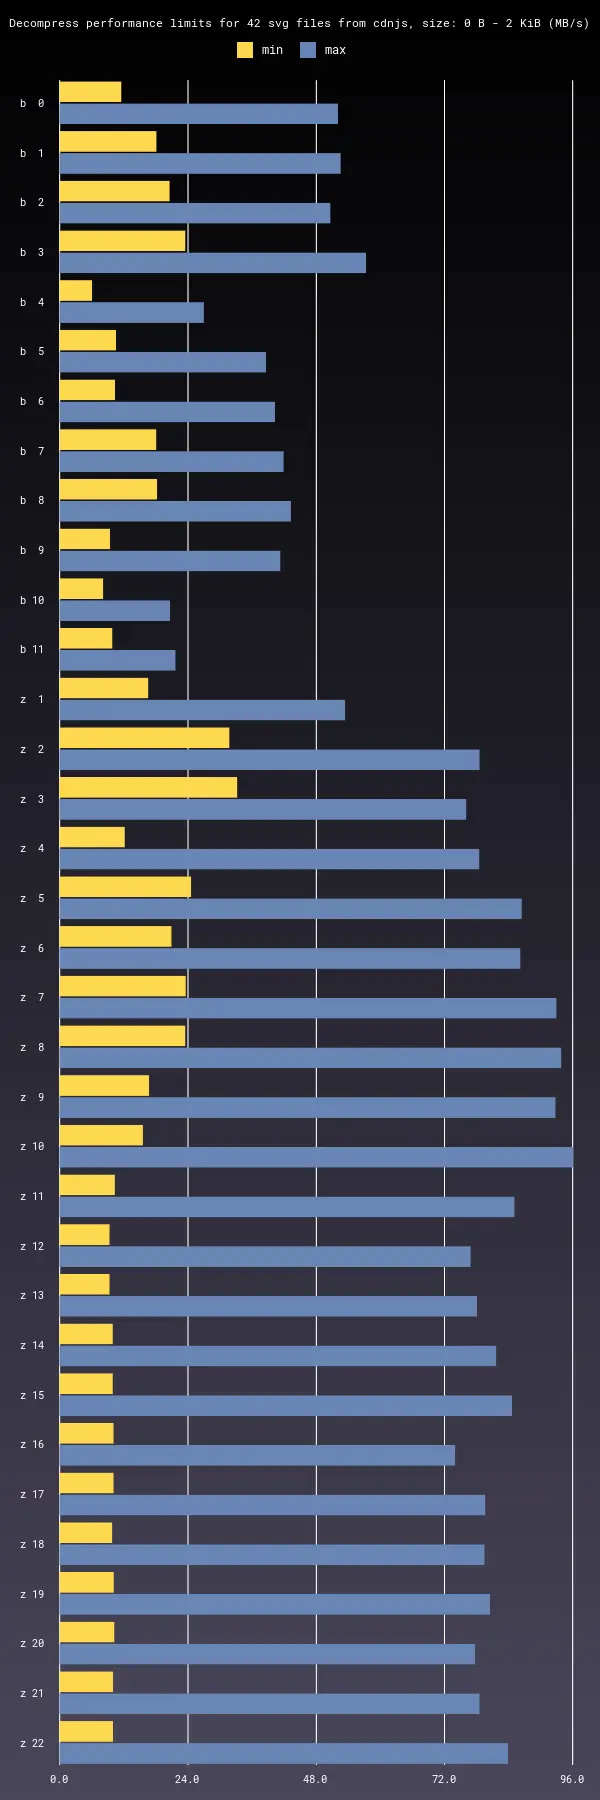 Decompress performance limits for 42 svg files from cdnjs, size: 0 B - 2 KiB (MB/s)
min max
b 0
b 1
b 2
b 3
b 4
b 5
b 6
b 7
b 8
b 9
b 10
b 11
z 1
z 2
z 3
z 4
z 5
z 6
z 7
z 8
z 9
z 10
z 11
z 12
z 13
z 14
z 15
z 16
z 17
z 18
z 19
z 20
z 21
z 22
0.0 24.0 48.0 72.0 96.0